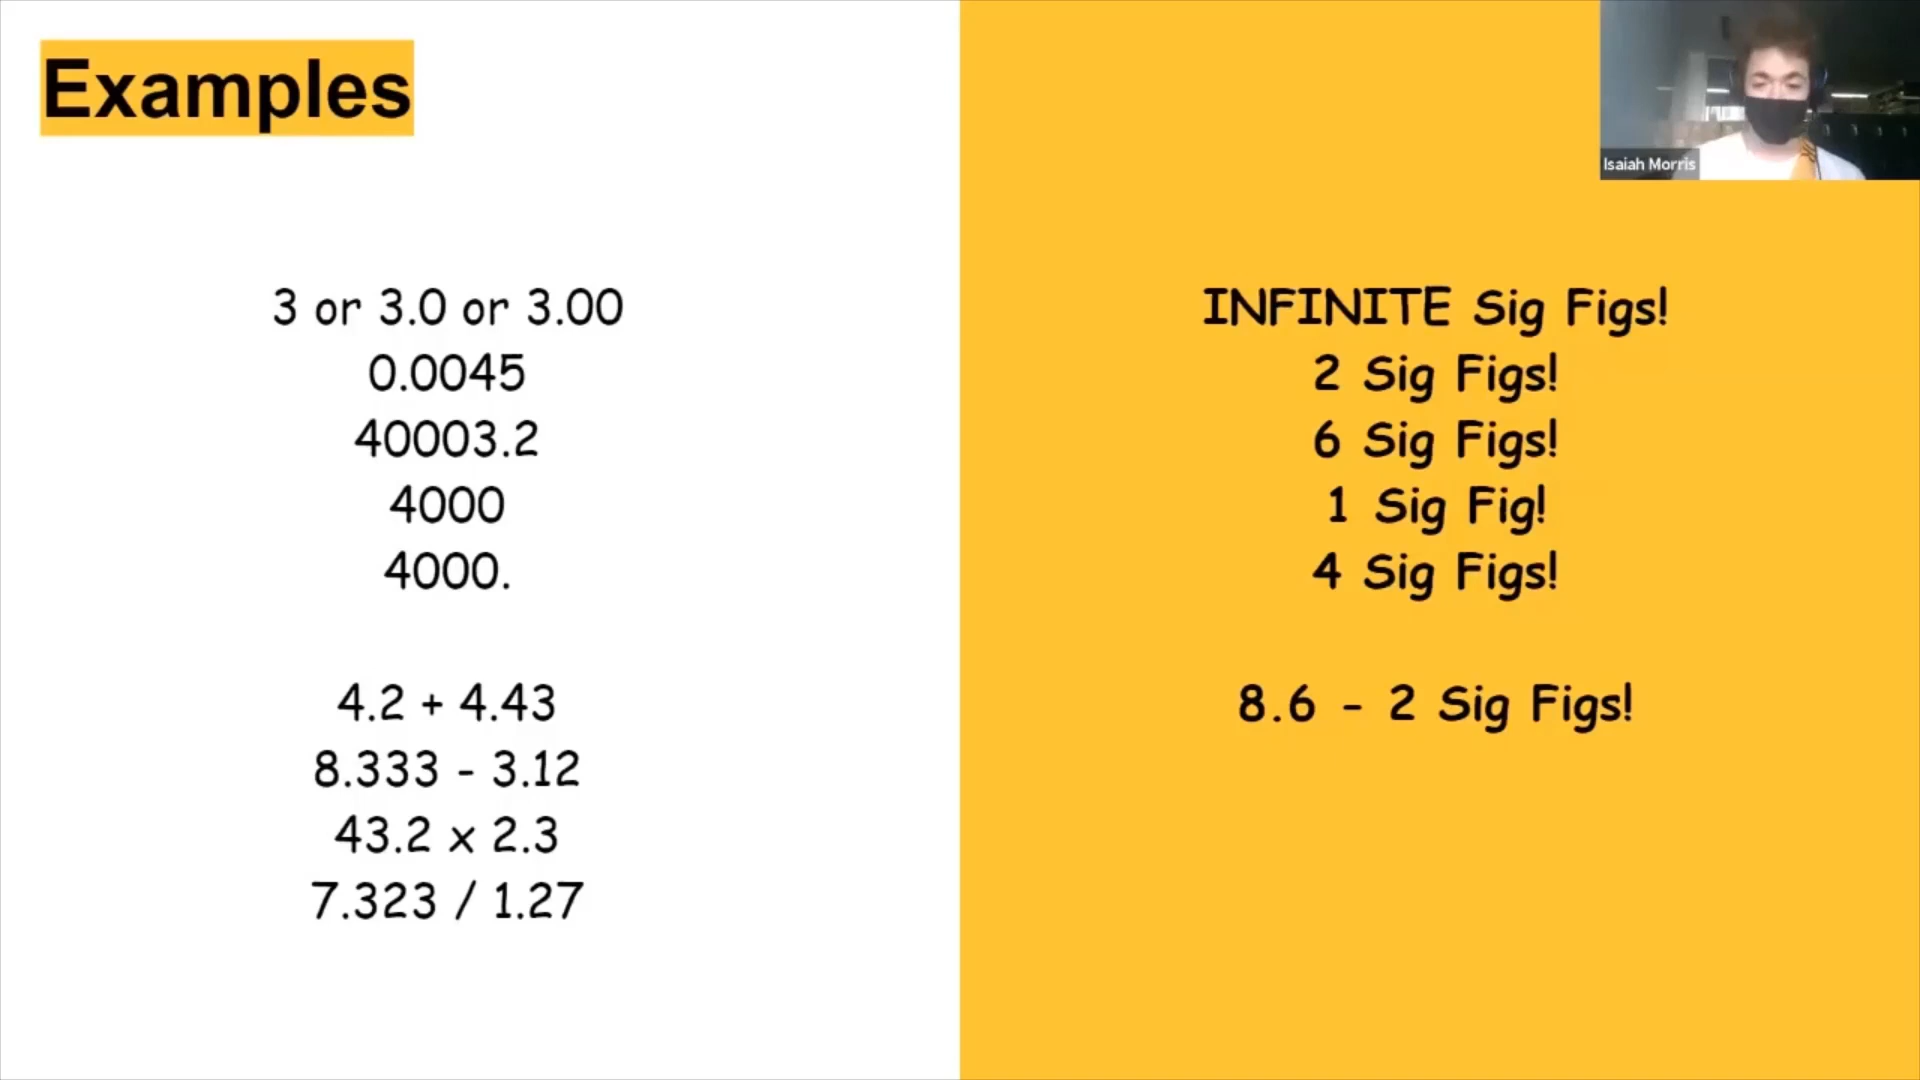 Examples
Isaiah Morris
3 or 3.0 or 3.00
0.0045
40003.2
4000
4000.
4.2 + 4.43
8.333 - 3.12
43.2 x 2.3
7.323 / 1.27
INFINITE Sig Figs!
2 Sig Figs!
6 Sig Figs!
1 Sig Fig!
4 Sig Figs!
8.6 - 2 Sig Figs!